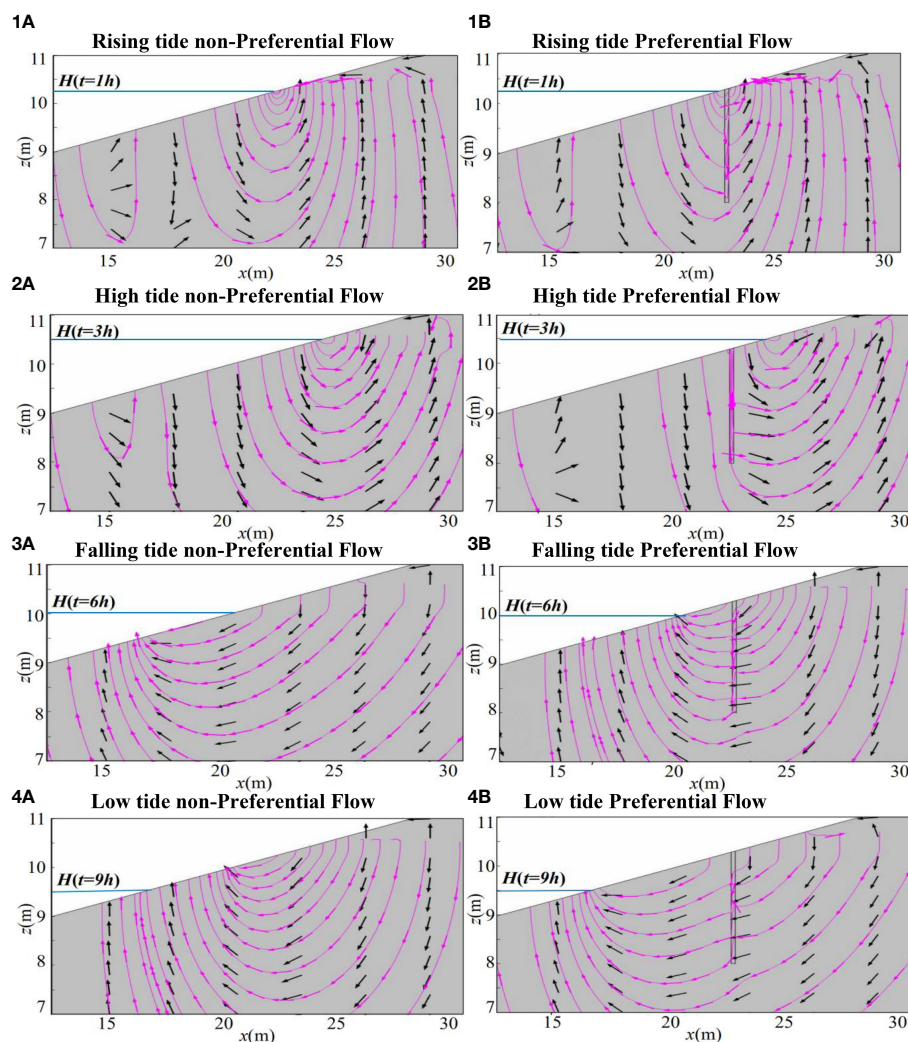 1A
Rising tide non-Preferential Flow
11
H(t=1h)
10
z(m)
9
8
7
15 20 25 30
x(m)
1B
Rising tide Preferential Flow
11
H(t=1h)
10
z(m)
9
8
7
15 20 25 30
x(m)
2A
High tide non-Preferential Flow
11
H(t=3h)
10
z(m)
9
8
7
15 20 25 30
x(m)
2B
High tide Preferential Flow
11
H(t=3h)
10
z(m)
9
8
7
15 20 25 30
x(m)
3A
Falling tide non-Preferential Flow
11
H(t=6h)
10
z(m)
9
8
7
15 20 25 30
x(m)
3B
Falling tide Preferential Flow
11
H(t=6h)
10
z(m)
9
8
7
15 20 25 30
x(m)
4A
Low tide non-Preferential Flow
11
10
H(t=9h)
z(m)
9
8
7
15 20 25 30
x(m)
4B
Low tide Preferential Flow
11
10
H(t=9h)
z(m)
9
8
7
15 20 25 30
x(m)